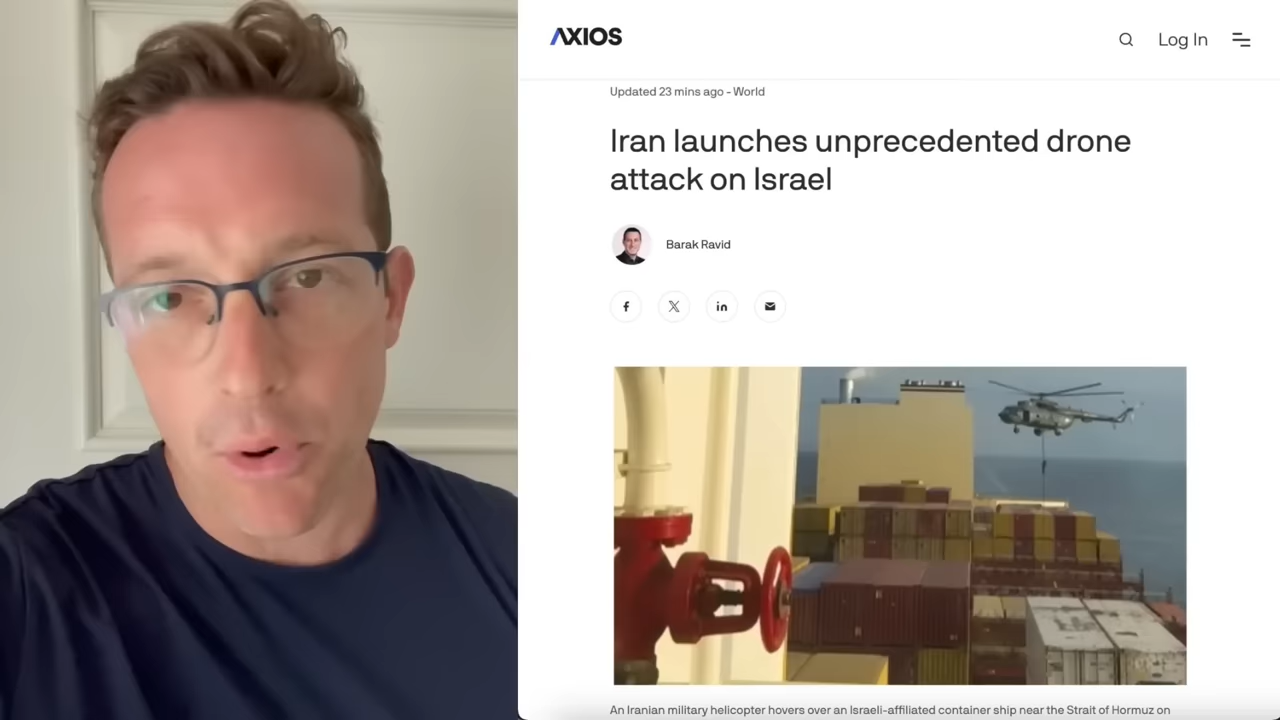 AXIOS
Log In
Updated 23 mins ago - World
Iran launches unprecedented drone
attack on Israel
Barak Ravid
An Iranian military helicopter hovers over an Israeli-affiliated container ship near the Strait of Hormuz on